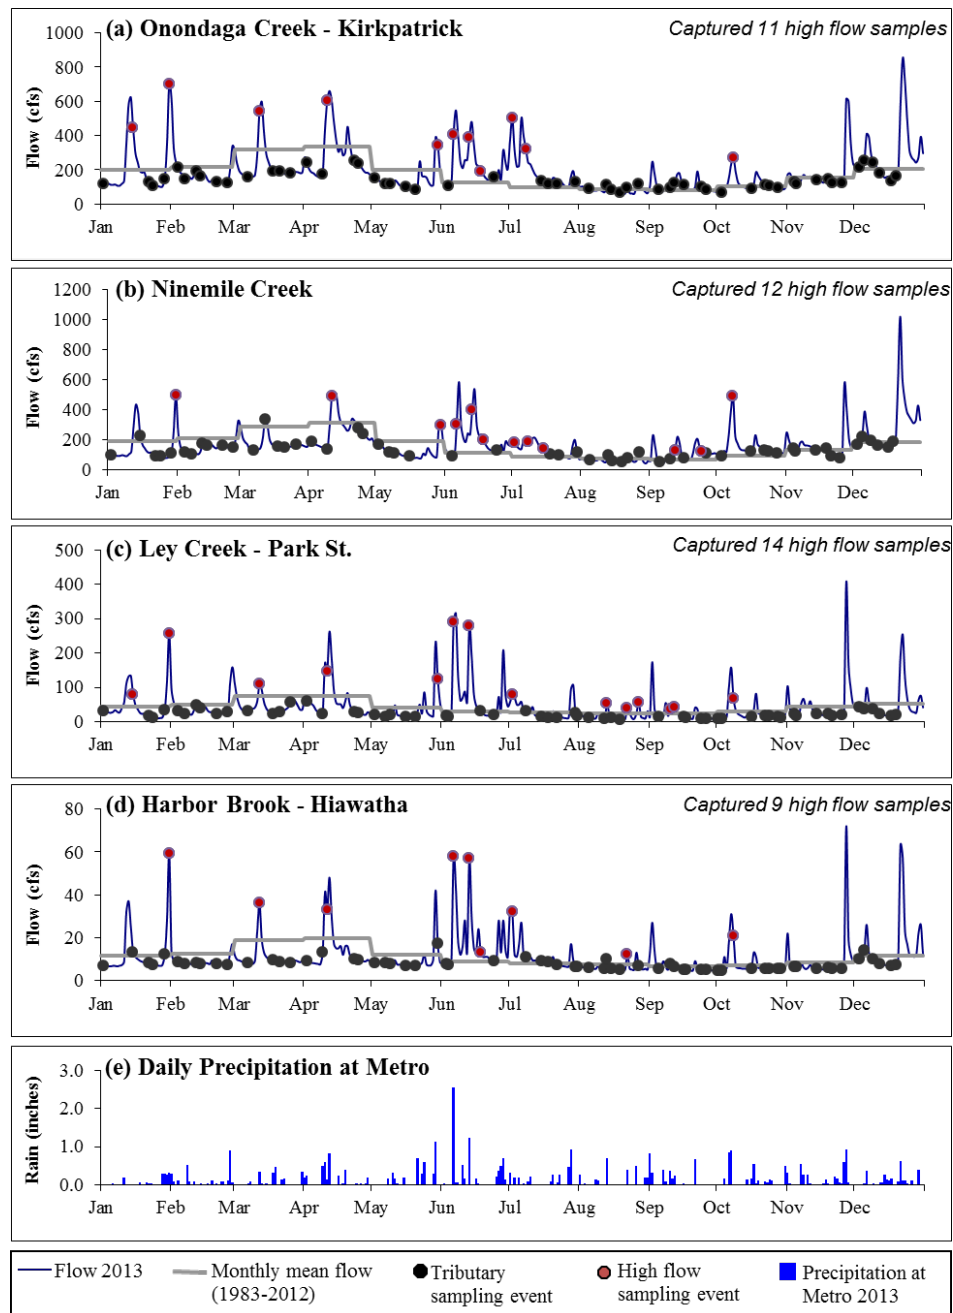 (a) Onondaga Creek - Kirkpatrick
Captured 11 high flow samples
Flow (cfs)
1000
800
600
400
200
0
Jan Feb Mar Apr May Jun Jul Aug Sep Oct Nov Dec
(b) Ninemile Creek
Captured 12 high flow samples
Flow (cfs)
1200
1000
800
600
400
200
0
Jan Feb Mar Apr May Jun Jul Aug Sep Oct Nov Dec
(c) Ley Creek - Park St.
Captured 14 high flow samples
Flow (cfs)
500
400
300
200
100
0
Jan Feb Mar Apr May Jun Jul Aug Sep Oct Nov Dec
(d) Harbor Brook - Hiawatha
Captured 9 high flow samples
Flow (cfs)
80
60
40
20
0
Jan Feb Mar Apr May Jun Jul Aug Sep Oct Nov Dec
(e) Daily Precipitation at Metro
Rain (inches)
3.0
2.0
1.0
0.0
Jan Feb Mar Apr May Jun Jul Aug Sep Oct Nov Dec
Flow 2013
Monthly mean flow
(1983-2012)
Tributary
sampling event
High flow
sampling event
Precipitation at
Metro 2013